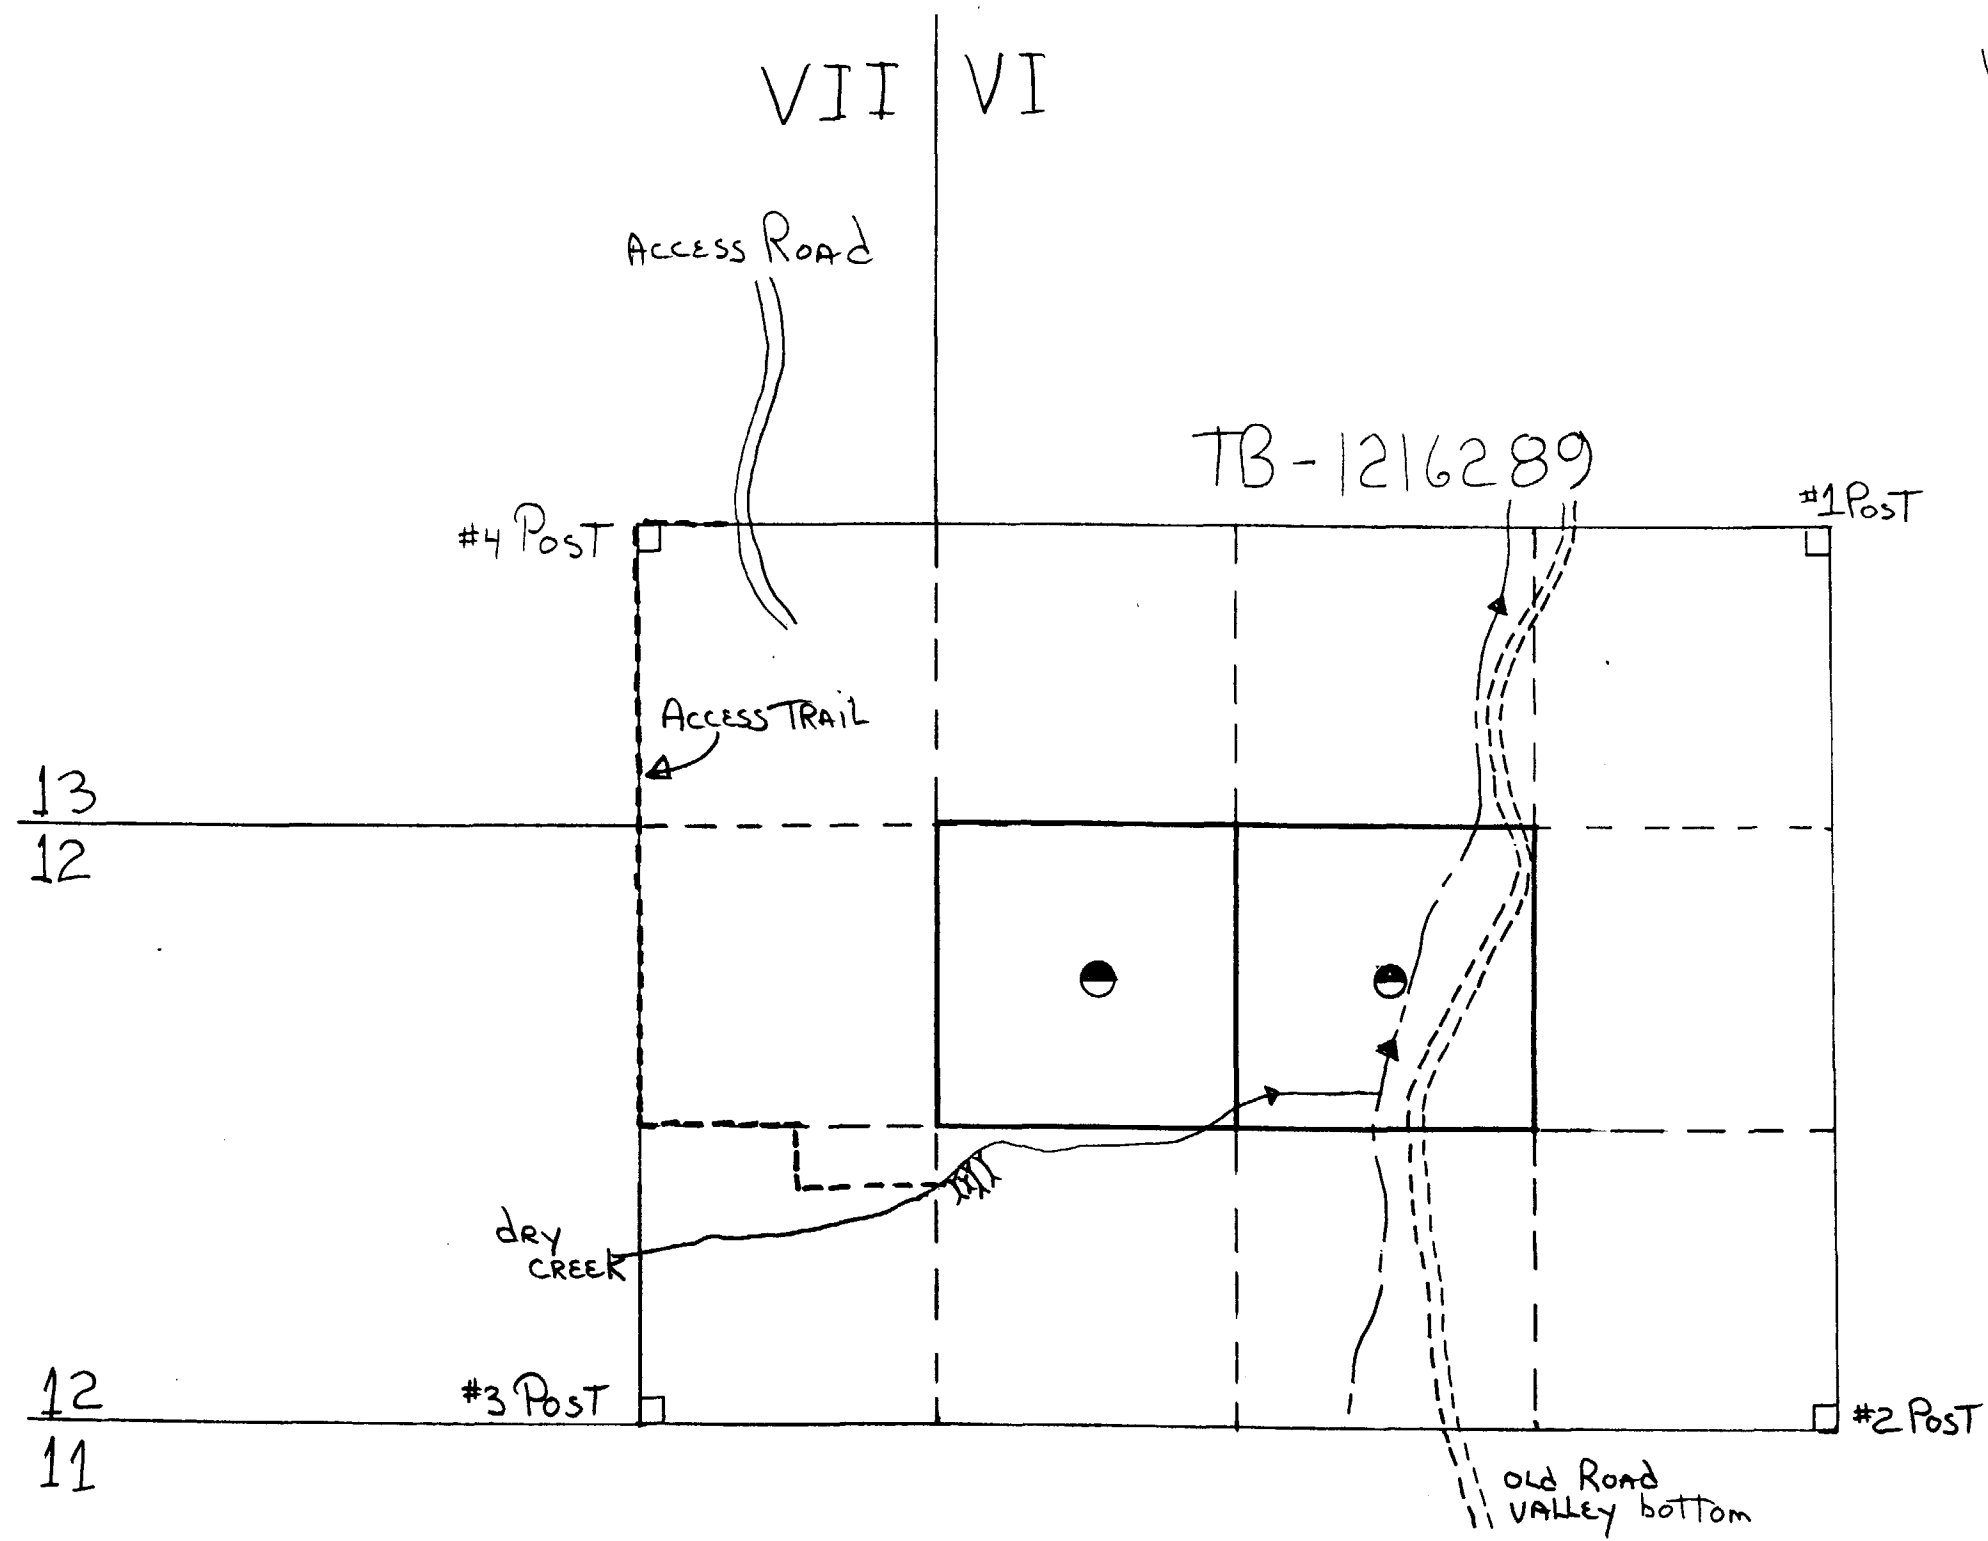 VII VI
Access Road
TB-1216289
#1 Post
#4 Post
Access Trail
13
12
dry
creek
12
#3 Post
#2 Post
11
Old Road
Valley bottom